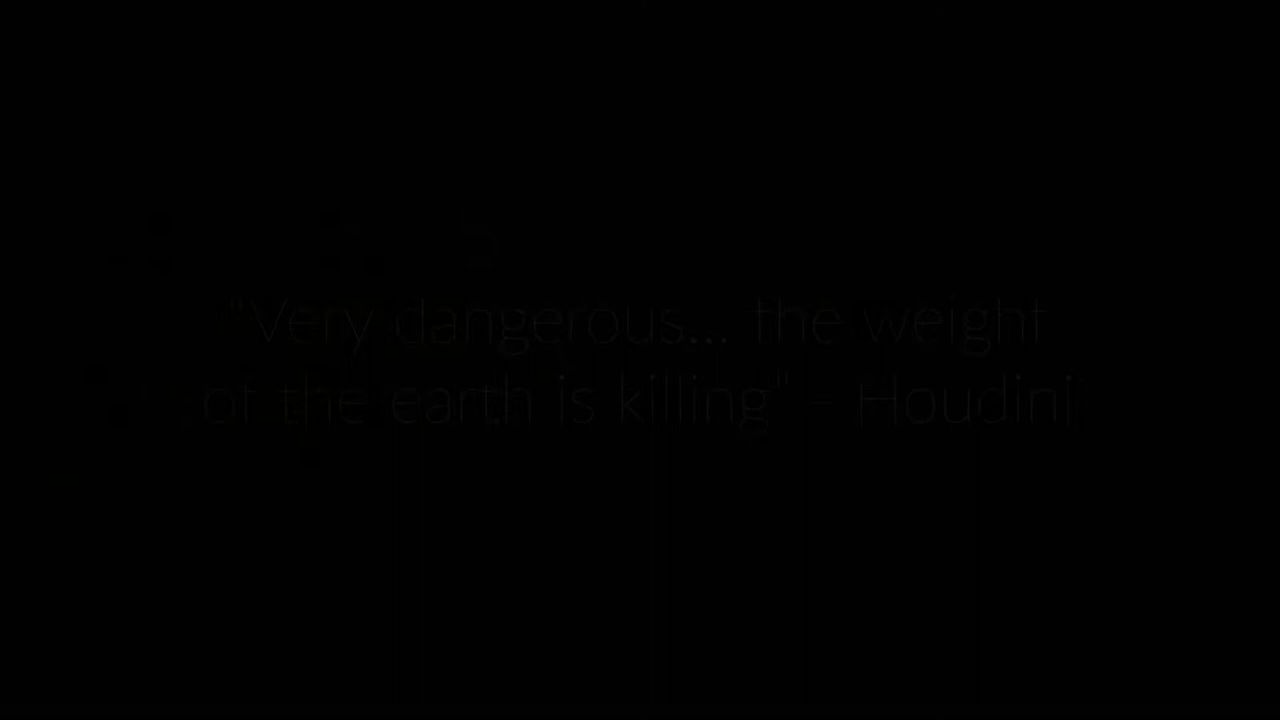 "Very dangerous... the weight
of the earth is killing" – Houdini